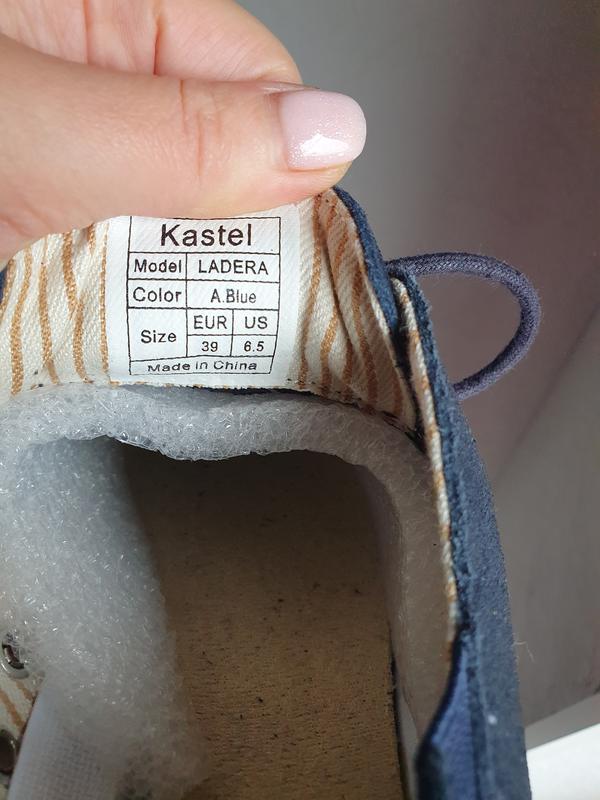 Kastel
Model LADERA
Color A.Blue
Size EUR US
39 6.5
Made in China